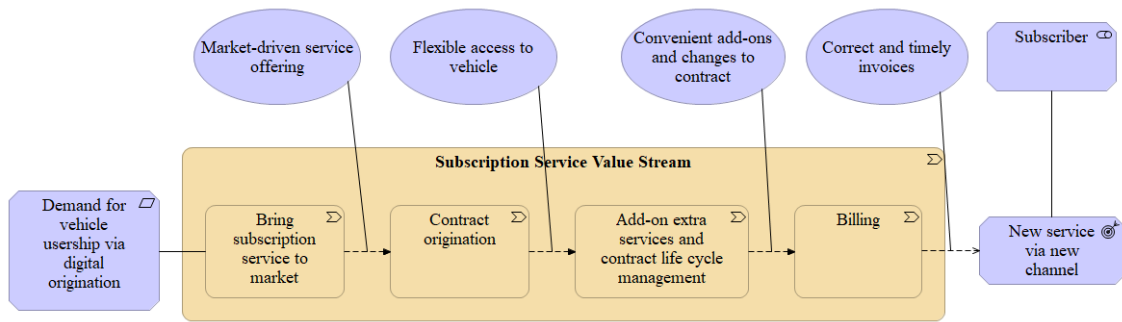 Market-driven service
offering
Flexible access to
vehicle
Convenient add-ons
and changes to
contract
Correct and timely
invoices
Subscriber
Subscription Service Value Stream
Demand for
vehicle
usership via
digital
origination
Bring
subscription
service to
market
Contract
origination
Add-on extra
services and
contract life cycle
management
Billing
New service
via new
channel